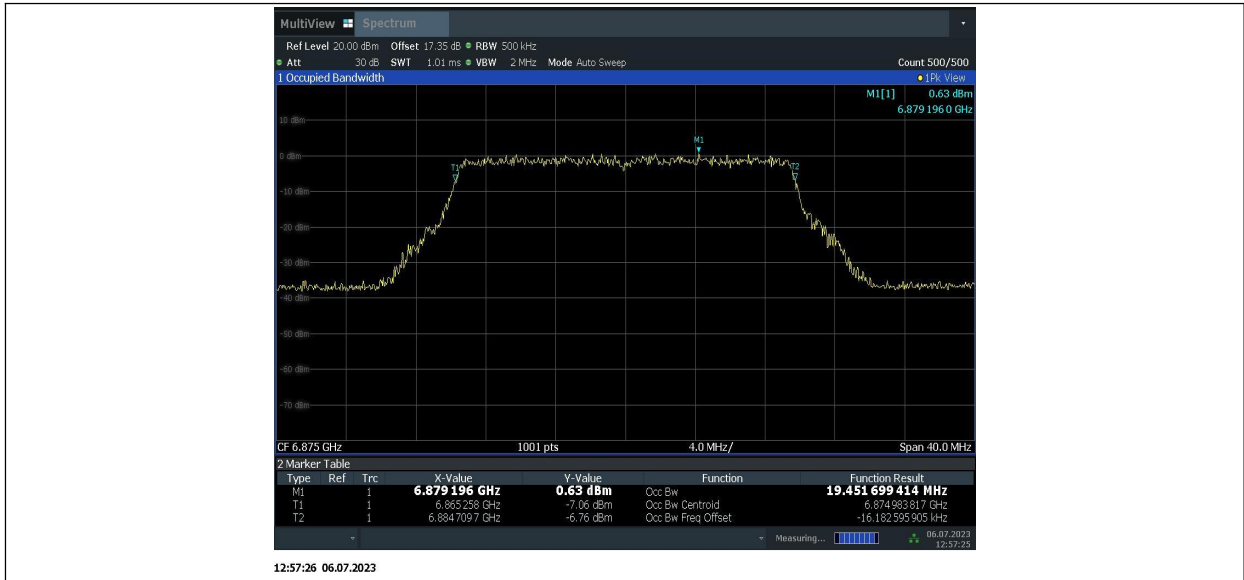 MultiView Spectrum
Ref Level 20.00 dBm Offset 17.35 dB RBW 500 kHz
Att 30 dB SWT 1.01 ms VBW 2 MHz Mode Auto Sweep Count 500/500
1 Occupied Bandwidth 1Pk View
M1[1] 0.63 dBm
6.879 196 0 GHz
10 dBm
M1
0 dBm
T1 T2
-10 dBm
-20 dBm
-30 dBm
-40 dBm
-50 dBm
-60 dBm
-70 dBm
CF 6.875 GHz 1001 pts 4.0 MHz/ Span 40.0 MHz
2 Marker Table
Type Ref Trc X-Value Y-Value Function Function Result
M1 1 6.879 196 GHz 0.63 dBm Occ Bw 19.451 699 414 MHz
T1 1 6.865 258 GHz -7.06 dBm Occ Bw Centroid 6.874 983 817 GHz
T2 1 6.884 709 7 GHz -6.76 dBm Occ Bw Freq Offset -16.182 595 905 kHz
Measuring... 06.07.2023
12:57:25
12:57:26 06.07.2023